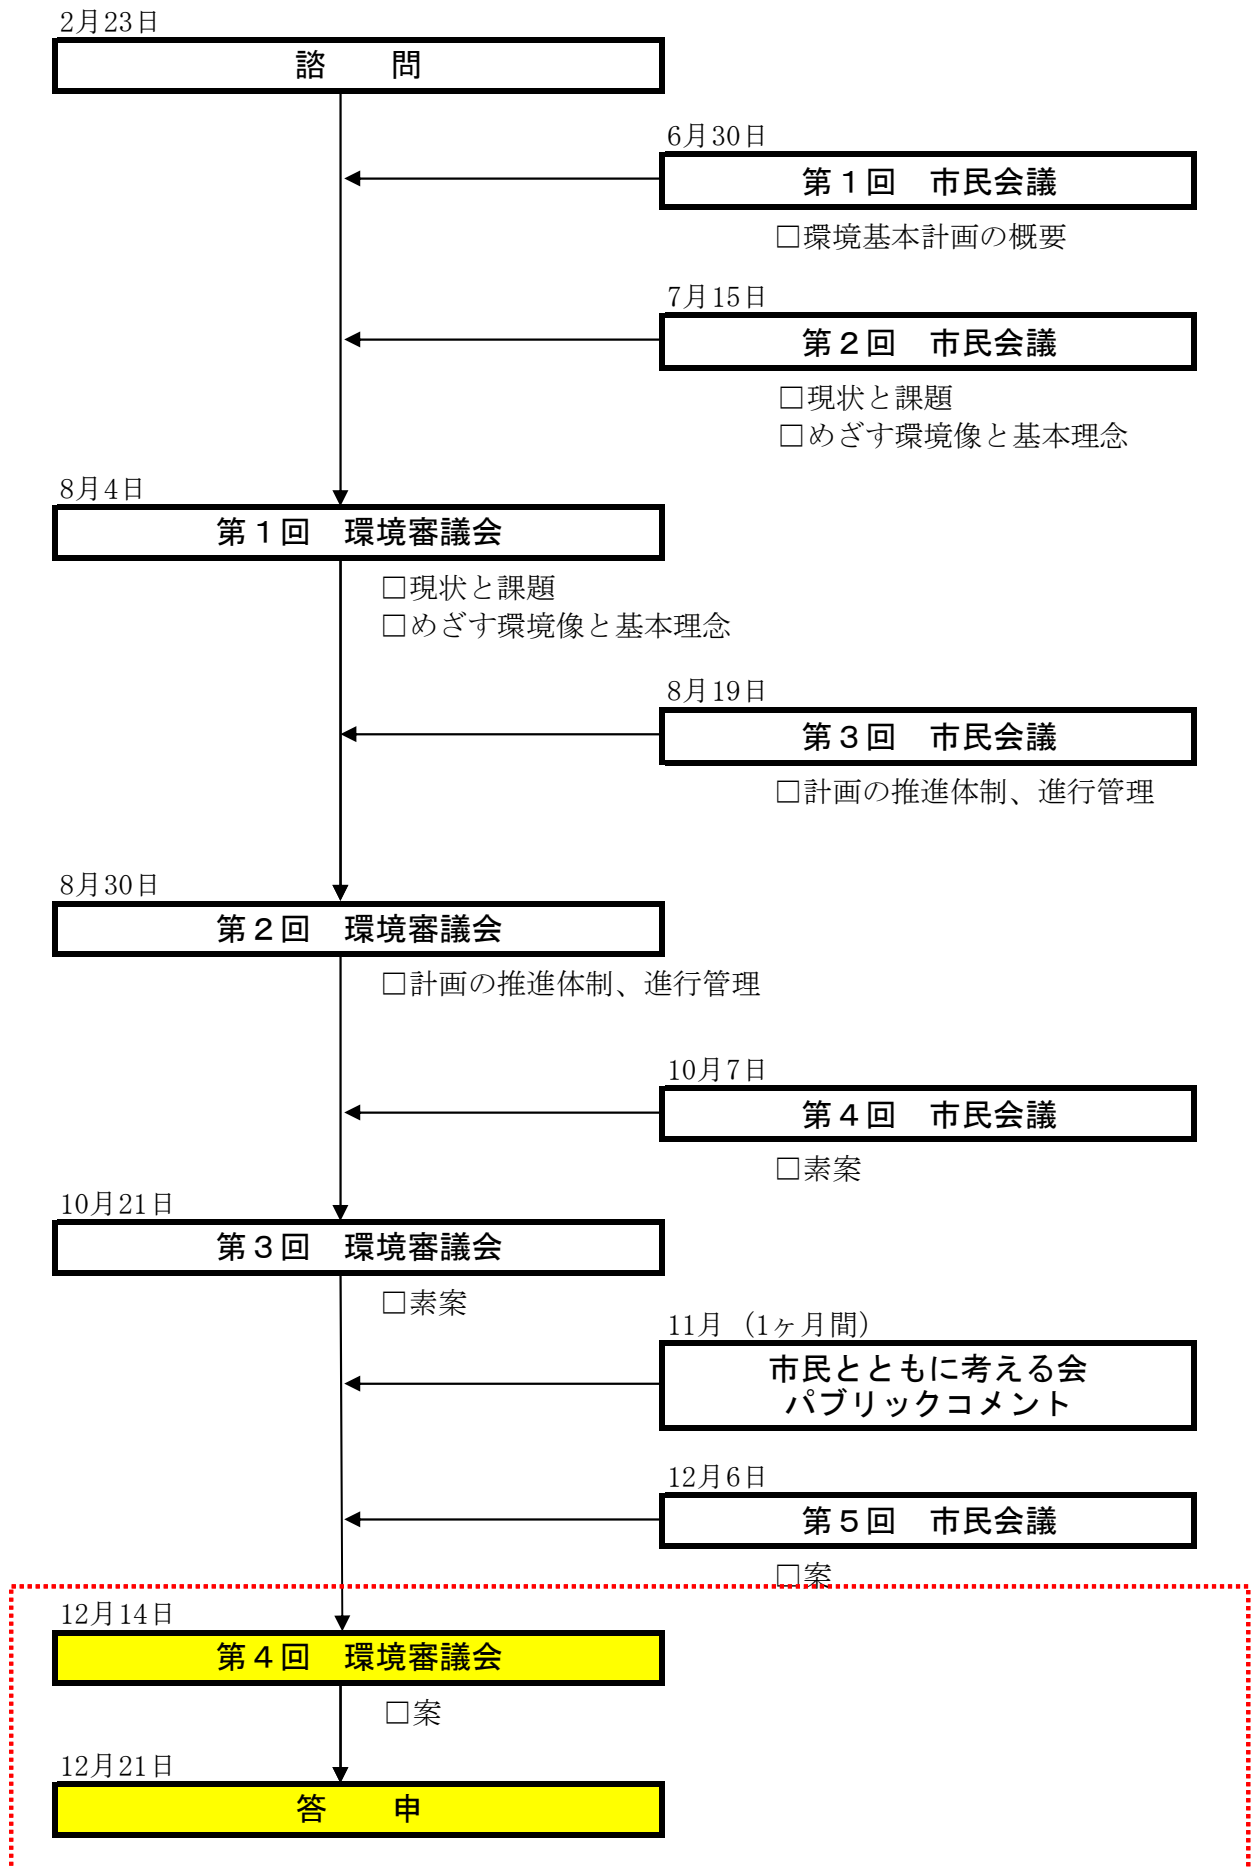 2月23日
諮　　問
6月30日
第１回　市民会議
□環境基本計画の概要
7月15日
第２回　市民会議
□現状と課題
□めざす環境像と基本理念
8月4日
第１回　環境審議会
□現状と課題
□めざす環境像と基本理念
8月19日
第３回　市民会議
□計画の推進体制、進行管理
8月30日
第２回　環境審議会
□計画の推進体制、進行管理
10月7日
第４回　市民会議
□素案
10月21日
第３回　環境審議会
□素案
11月（1ヶ月間）
市民とともに考える会
パブリックコメント
12月6日
第５回　市民会議
□案
12月14日
第４回　環境審議会
□案
12月21日
答　　申